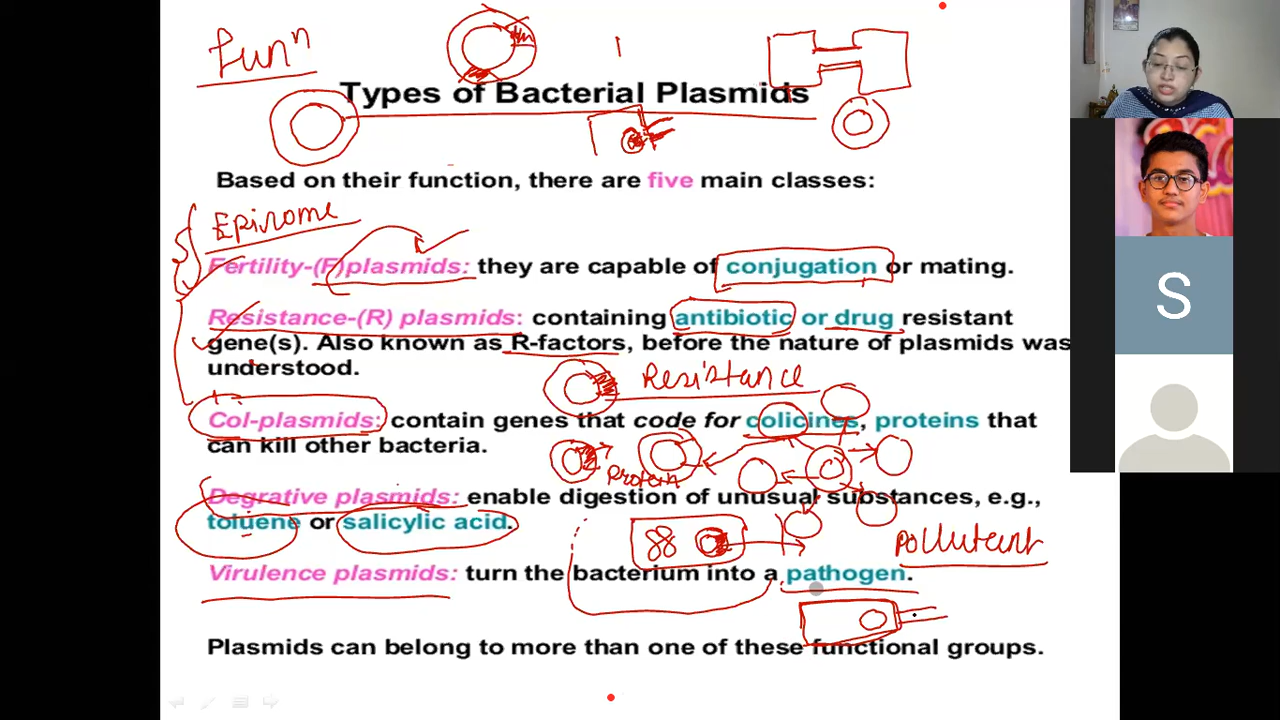 Funⁿ
Types of Bacterial Plasmids
Based on their function, there are five main classes:
Episome
Fertility-(F)plasmids: they are capable of conjugation or mating.
Resistance-(R) plasmids: containing antibiotic or drug resistant
gene(s). Also known as R-factors, before the nature of plasmids was
understood.
Resistance
Col-plasmids: contain genes that code for colicines, proteins that
can kill other bacteria.
Protein
Degrative plasmids: enable digestion of unusual substances, e.g.,
toluene or salicylic acid.
Pollutant
Virulence plasmids: turn the bacterium into a pathogen.
Plasmids can belong to more than one of these functional groups.
S